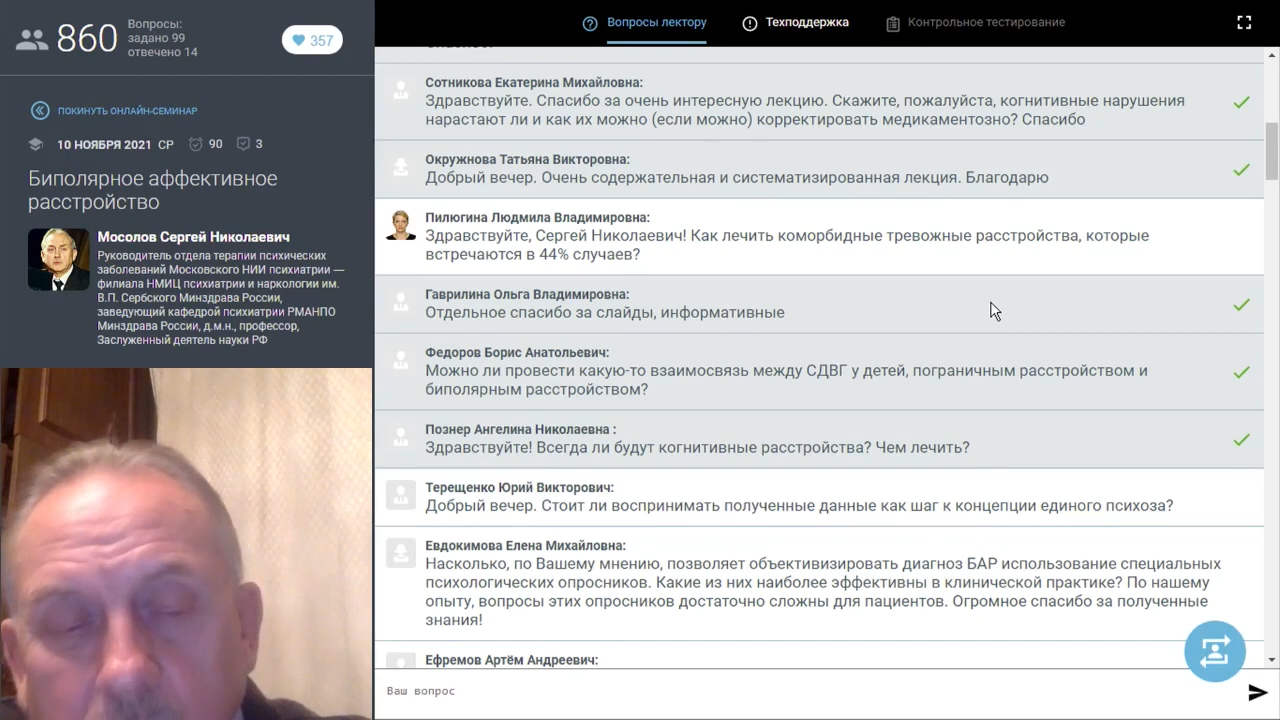 860
Вопросы:
задано 99
отвечено 14
357
ПОКИНУТЬ ОНЛАЙН-СЕМИНАР
10 НОЯБРЯ 2021 СР 90 3
Биполярное аффективное
расстройство
Мосолов Сергей Николаевич
Руководитель отдела терапии психических
заболеваний Московского НИИ психиатрии —
филиала НМИЦ психиатрии и наркологии им.
В.П. Сербского Минздрава России,
заведующий кафедрой психиатрии РМАНПО
Минздрава России, д.м.н., профессор,
Заслуженный деятель науки РФ
Вопросы лектору Техподдержка Контрольное тестирование
Сотникова Екатерина Михайловна:
Здравствуйте. Спасибо за очень интересную лекцию. Скажите, пожалуйста, когнитивные нарушения
нарастают ли и как их можно (если можно) корректировать медикаментозно? Спасибо
Окружнова Татьяна Викторовна:
Добрый вечер. Очень содержательная и систематизированная лекция. Благодарю
Пилюгина Людмила Владимировна:
Здравствуйте, Сергей Николаевич! Как лечить коморбидные тревожные расстройства, которые
встречаются в 44% случаев?
Гаврилина Ольга Владимировна:
Отдельное спасибо за слайды, информативные
Федоров Борис Анатольевич:
Можно ли провести какую-то взаимосвязь между СДВГ у детей, пограничным расстройством и
биполярным расстройством?
Познер Ангелина Николаевна :
Здравствуйте! Всегда ли будут когнитивные расстройства? Чем лечить?
Терещенко Юрий Викторович:
Добрый вечер. Стоит ли воспринимать полученные данные как шаг к концепции единого психоза?
Евдокимова Елена Михайловна:
Насколько, по Вашему мнению, позволяет объективизировать диагноз БАР использование специальных
психологических опросников. Какие из них наиболее эффективны в клинической практике? По нашему
опыту, вопросы этих опросников достаточно сложны для пациентов. Огромное спасибо за полученные
знания!
Ефремов Артём Андреевич:
Ваш вопрос